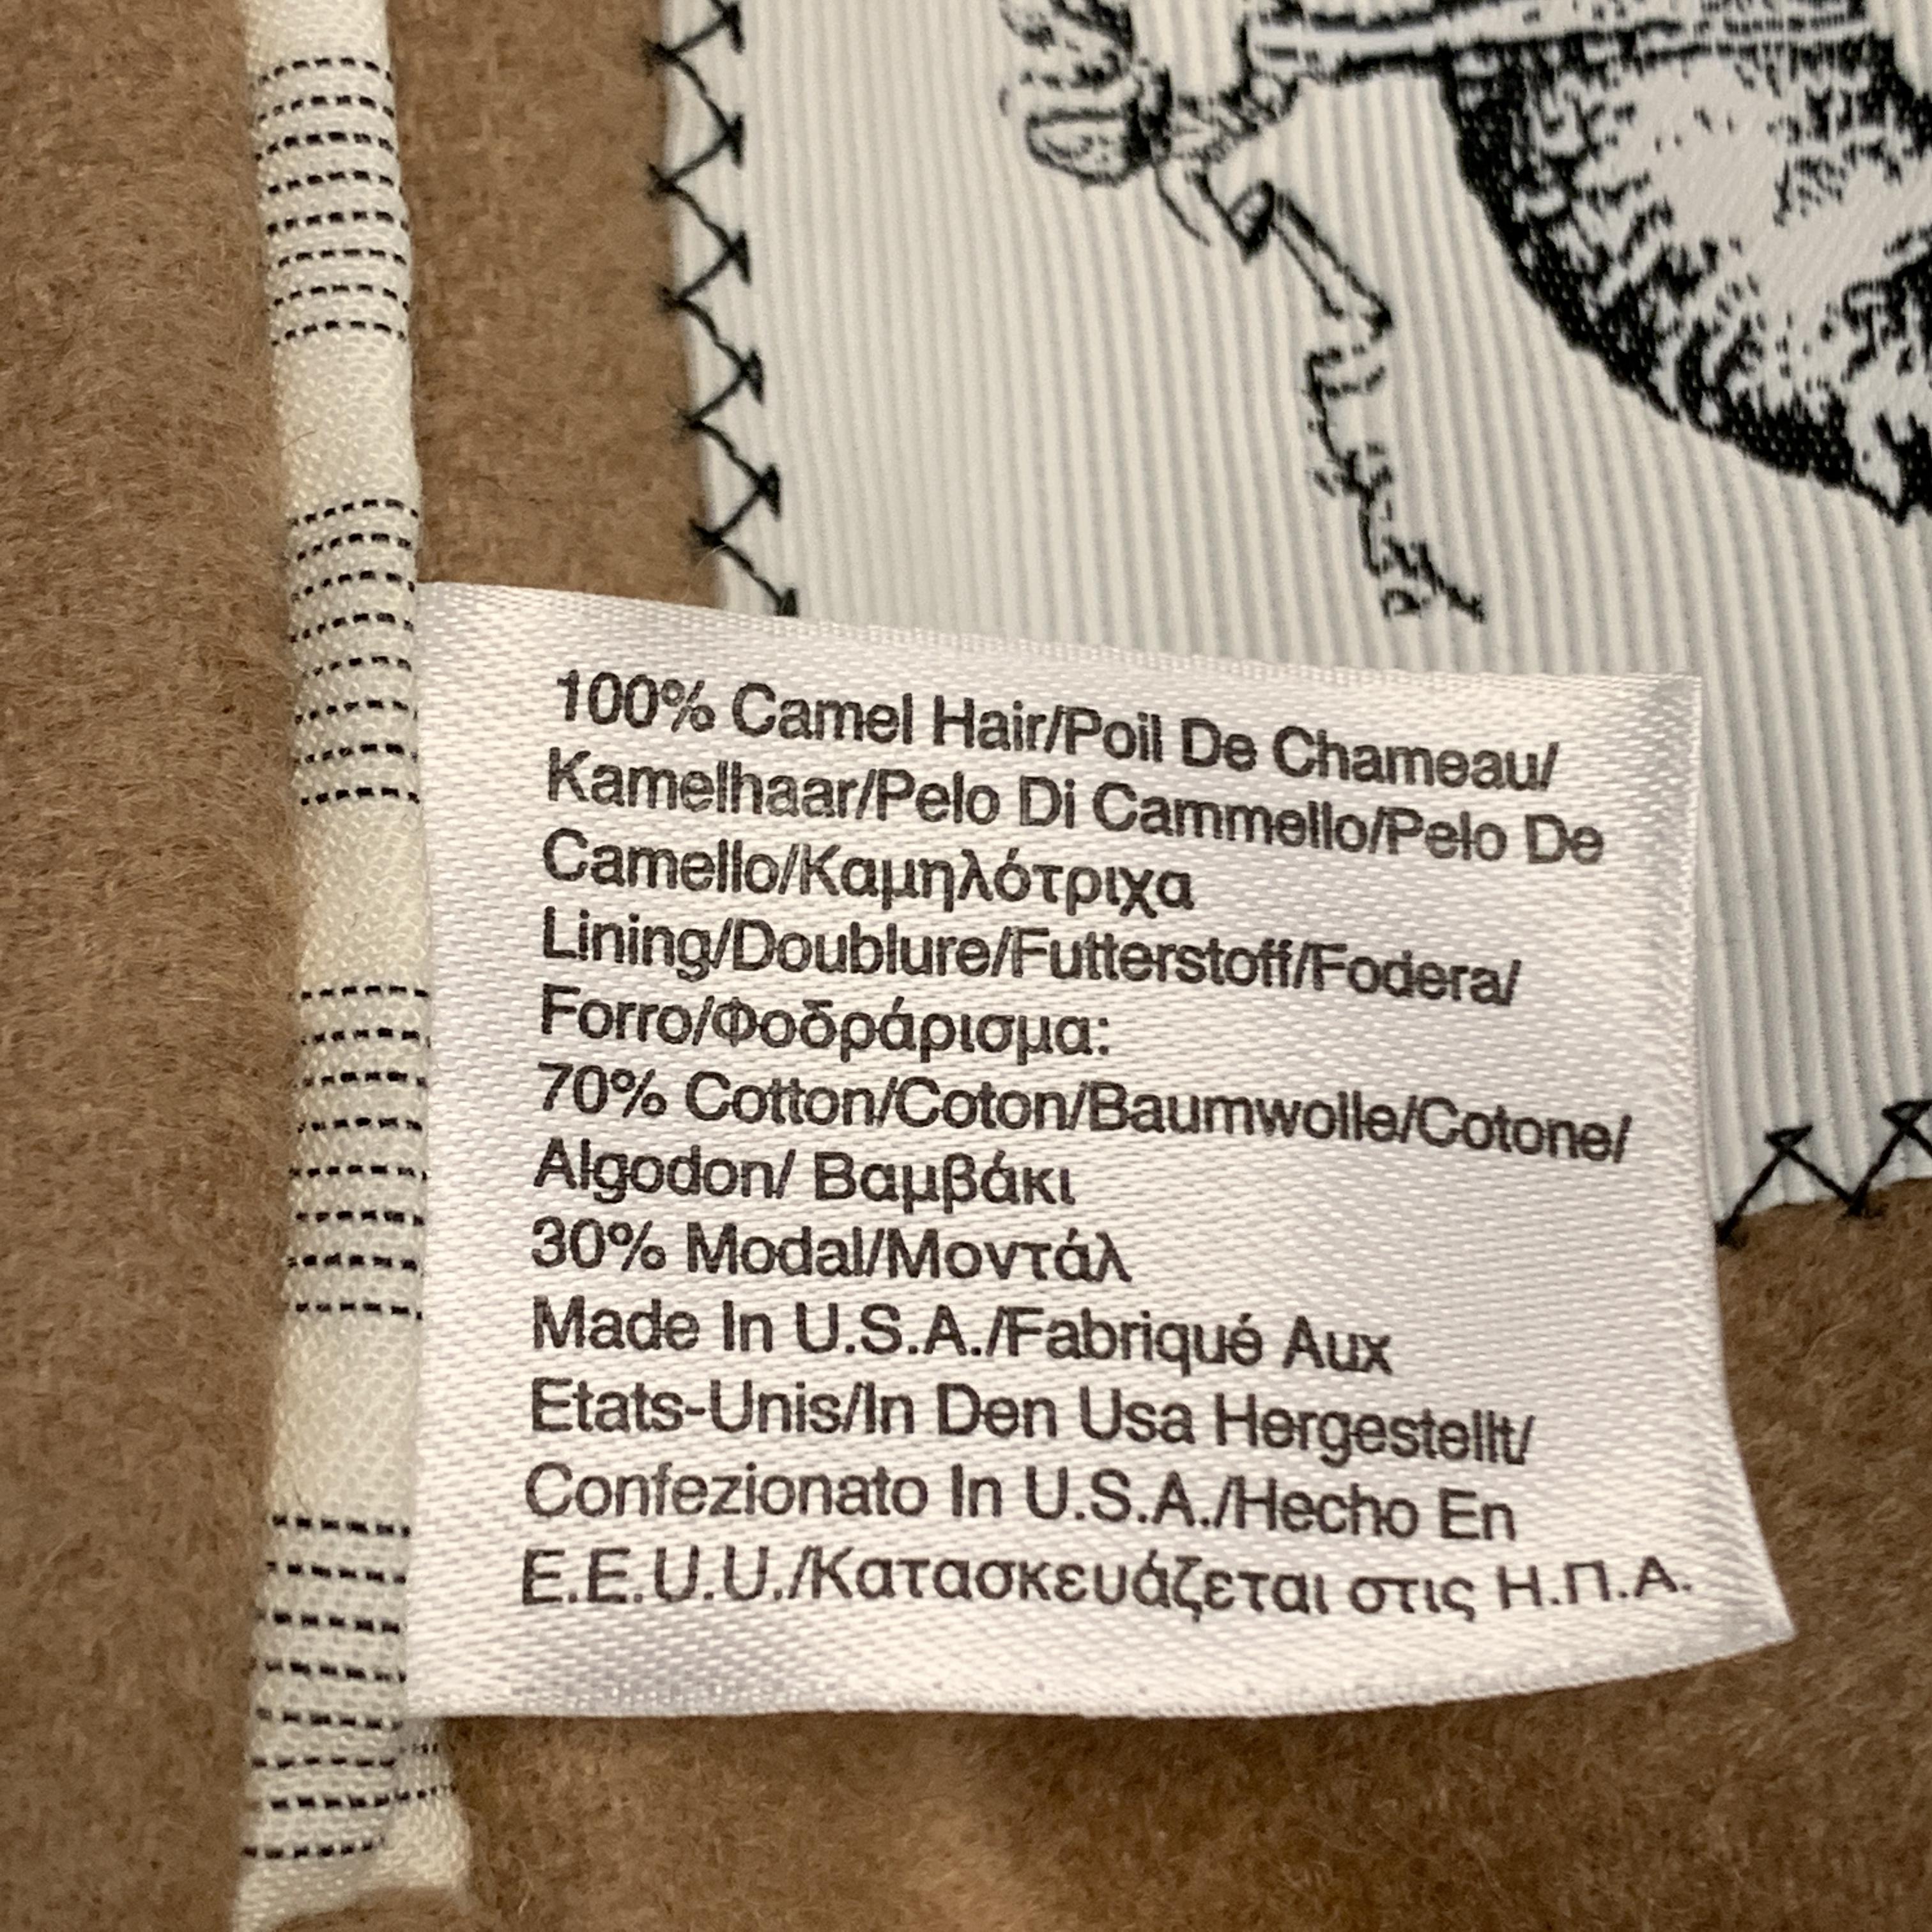 100% Camel Hair/Poil De Chameau/
Kamelhaar/Pelo Di Cammello/Pelo De
Camello/Καμηλότριχα
Lining/Doublure/Futterstoff/Fodera/
Forro/Φοδράρισμα:
70% Cotton/Coton/Baumwolle/Cotone/
Algodon/ Βαμβάκι
30% Modal/Μοντάλ
Made In U.S.A./Fabriqué Aux
Etats-Unis/In Den Usa Hergestellt/
Confezionato In U.S.A./Hecho En
E.E.U.U./Κατασκευάζεται στις Η.Π.Α.